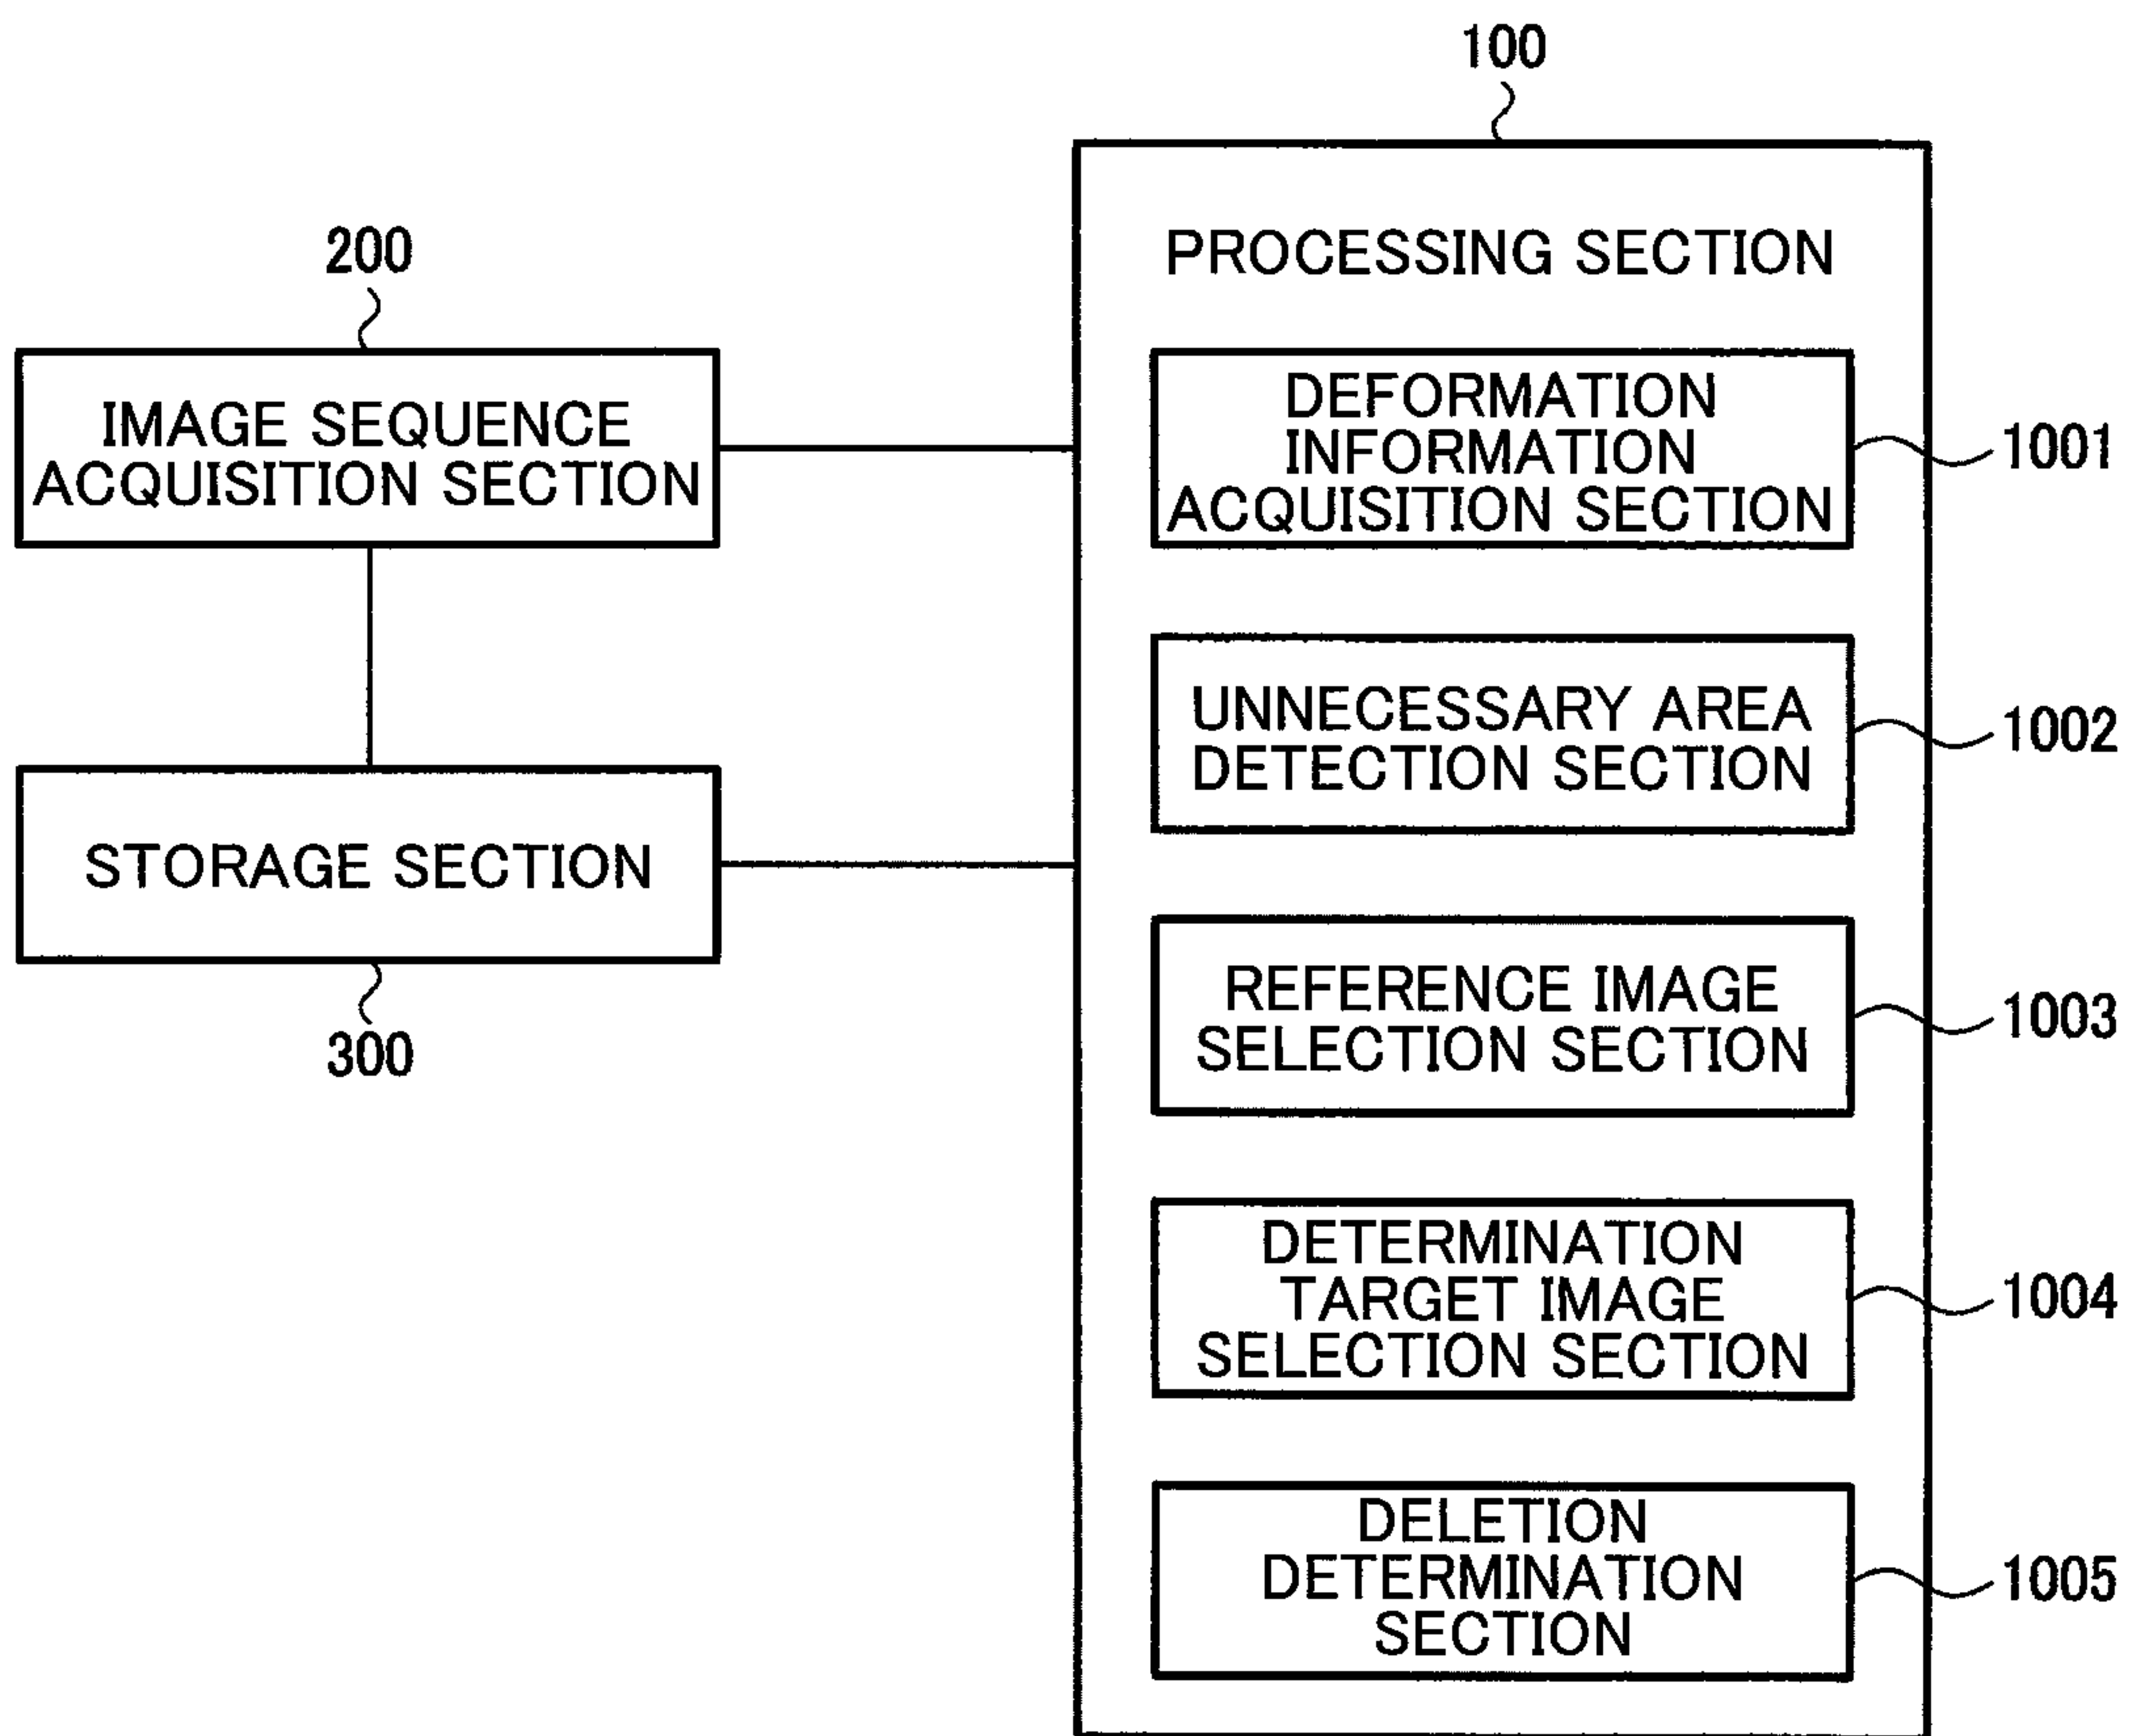 100
PROCESSING SECTION
200
IMAGE SEQUENCE
ACQUISITION SECTION
STORAGE SECTION
300
DEFORMATION
INFORMATION
ACQUISITION SECTION
1001
UNNECESSARY AREA
DETECTION SECTION
1002
REFERENCE IMAGE
SELECTION SECTION
1003
DETERMINATION
TARGET IMAGE
SELECTION SECTION
1004
DELETION
DETERMINATION
SECTION
1005